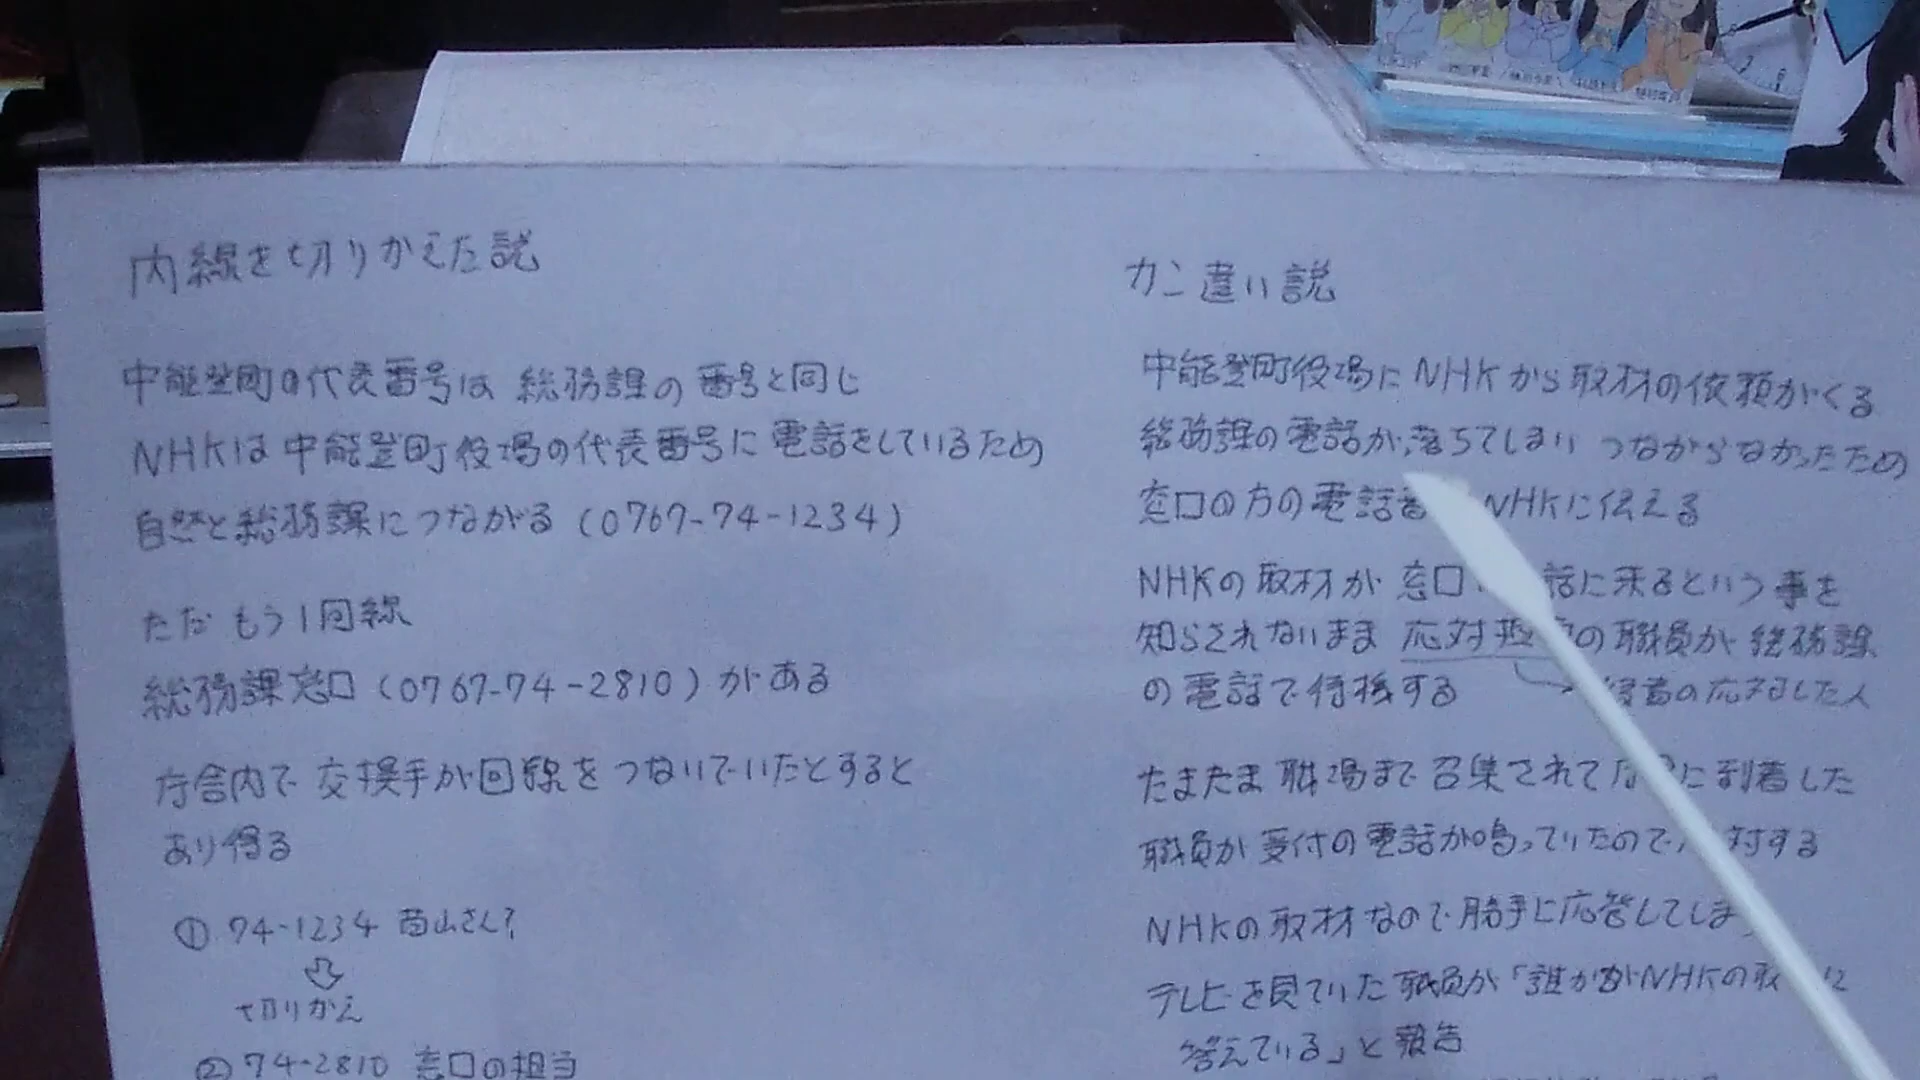 内線を切りかえた説
中能登町の代表番号は 総務課の番号と同じ
NHKは中能登町役場の代表番号に電話をしているため
自然と総務課につながる (0767-74-1234)
ただ もう1回線
総務課窓口 (0767-74-2810) がある
庁舎内で 交換手が回線をつないでいたとすると
あり得る
① 74-1234 苗山さん?
⇩
切りかえ
② 74-2810 窓口の担当
カン違い説
中能登町役場にNHKから取材の依頼がくる
総務課の電話が落ちてしまい つながらなかったため
窓口の方の電話番 NHKに伝える
NHKの取材が窓口 話に来るという事を
知らされないまま 応対 の職員が総務課
の電話で待機する
の応対した人
たまたま職場まで召集されて に到着した
職員が受付の電話が鳴っていたので 対する
NHKの取材なので勝手に応答してしま
テレビを見ていた職員が「誰かがNHKの取 に
答えている」と報告